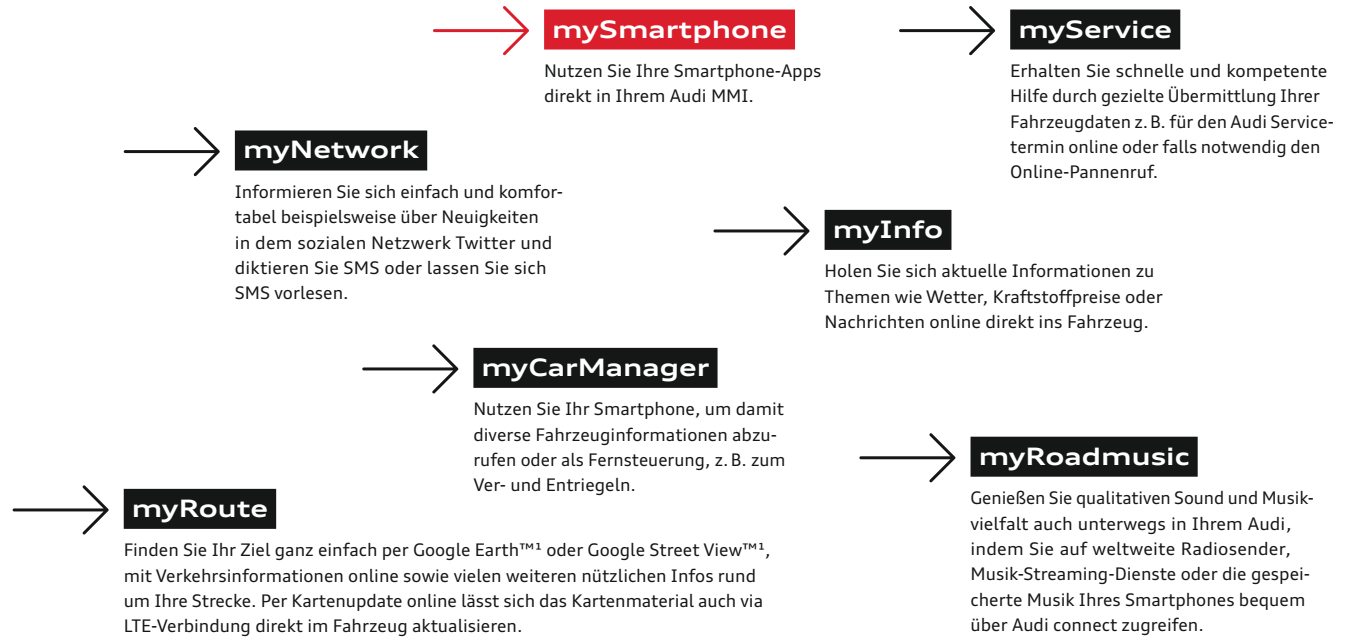 mySmartphone
Nutzen Sie Ihre Smartphone-Apps
direkt in Ihrem Audi MMI.
myService
Erhalten Sie schnelle und kompetente
Hilfe durch gezielte Übermittlung Ihrer
Fahrzeugdaten z. B. für den Audi Service-
termin online oder falls notwendig den
Online-Pannenruf.
myNetwork
Informieren Sie sich einfach und komfor-
tabel beispielsweise über Neuigkeiten
in dem sozialen Netzwerk Twitter und
diktieren Sie SMS oder lassen Sie sich
SMS vorlesen.
myInfo
Holen Sie sich aktuelle Informationen zu
Themen wie Wetter, Kraftstoffpreise oder
Nachrichten online direkt ins Fahrzeug.
myCarManager
Nutzen Sie Ihr Smartphone, um damit
diverse Fahrzeuginformationen abzu-
rufen oder als Fernsteuerung, z. B. zum
Ver- und Entriegeln.
myRoadmusic
Genießen Sie qualitativen Sound und Musik-
vielfalt auch unterwegs in Ihrem Audi,
indem Sie auf weltweite Radiosender,
Musik-Streaming-Dienste oder die gespei-
cherte Musik Ihres Smartphones bequem
über Audi connect zugreifen.
myRoute
Finden Sie Ihr Ziel ganz einfach per Google Earth™¹ oder Google Street View™¹,
mit Verkehrsinformationen online sowie vielen weiteren nützlichen Infos rund
um Ihre Strecke. Per Kartenupdate online lässt sich das Kartenmaterial auch via
LTE-Verbindung direkt im Fahrzeug aktualisieren.